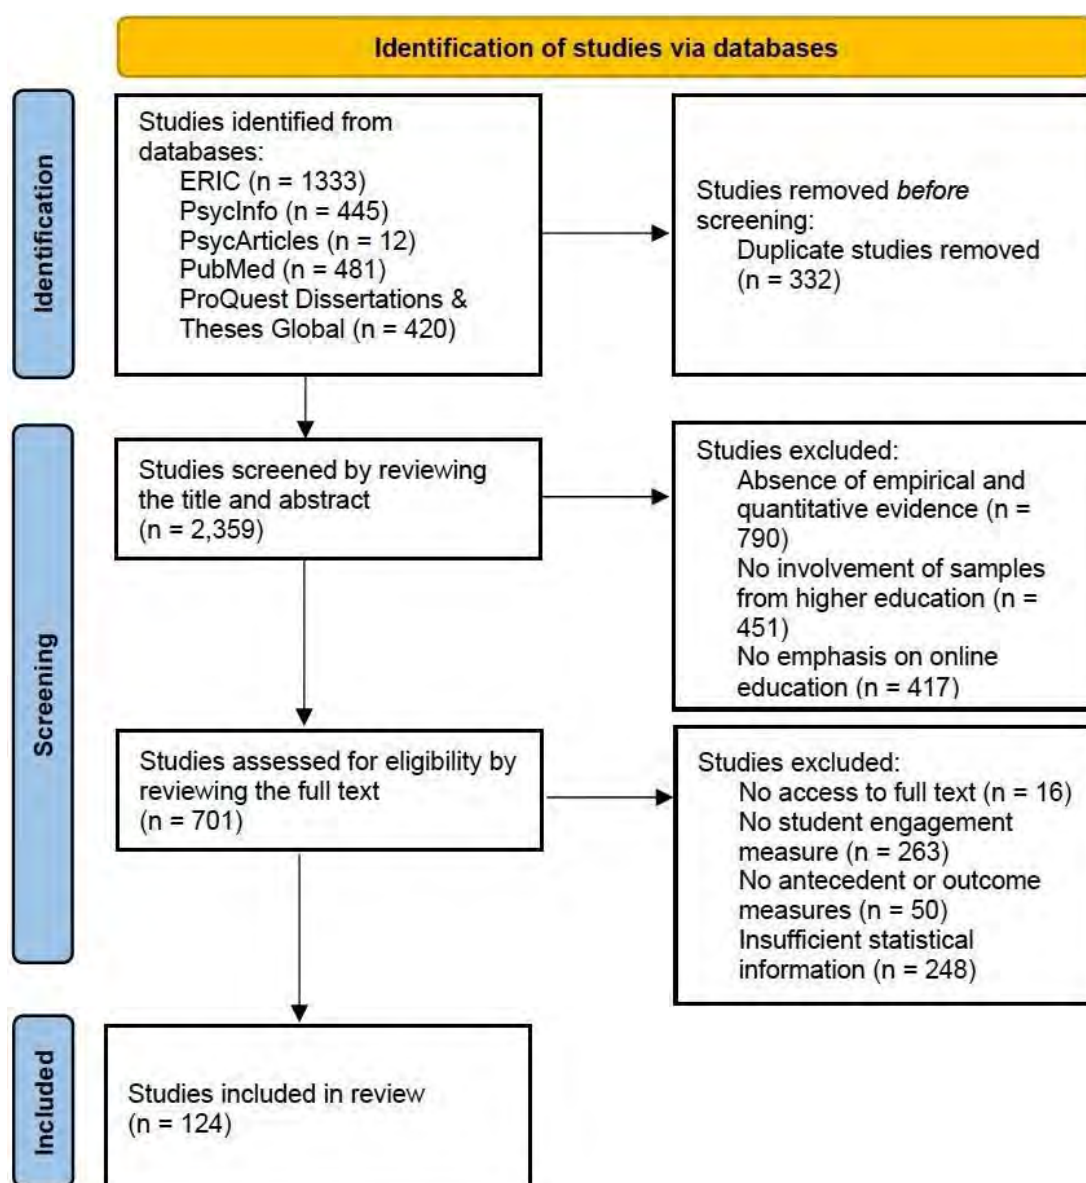 Identification of studies via databases
Identification
Studies identified from
databases:
ERIC (n = 1333)
PsycInfo (n = 445)
PsycArticles (n = 12)
PubMed (n = 481)
ProQuest Dissertations &
Theses Global (n = 420)
Studies removed before
screening:
Duplicate studies removed
(n = 332)
Screening
Studies screened by reviewing
the title and abstract
(n = 2,359)
Studies excluded:
Absence of empirical and
quantitative evidence (n =
790)
No involvement of samples
from higher education (n =
451)
No emphasis on online
education (n = 417)
Studies assessed for eligibility by
reviewing the full text
(n = 701)
Studies excluded:
No access to full text (n = 16)
No student engagement
measure (n = 263)
No antecedent or outcome
measures (n = 50)
Insufficient statistical
information (n = 248)
Included
Studies included in review
(n = 124)